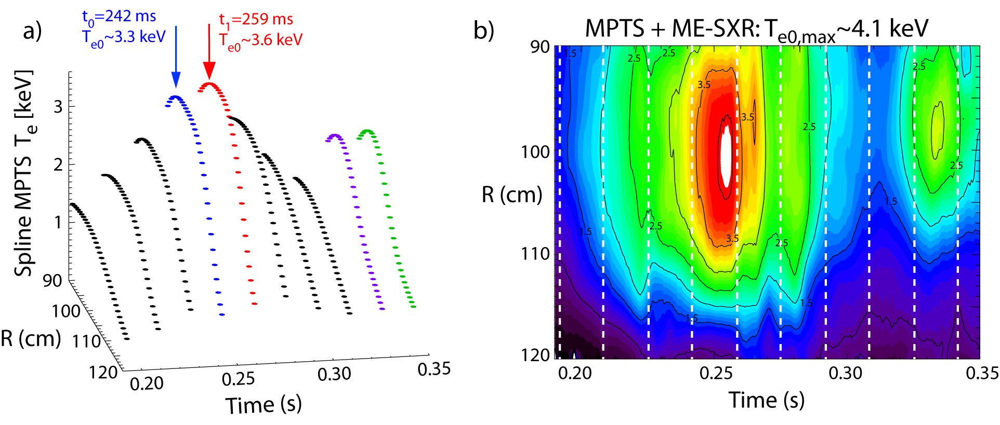 a)
t0=242 ms
Te0~3.3 keV
t1=259 ms
Te0~3.6 keV
Spline MPTS Te [keV]
3
2
1
90
100
110
120
R (cm)
0.20
0.25
0.30
0.35
Time (s)
b)
MPTS + ME-SXR: Te0,max~4.1 keV
90
100
110
120
R (cm)
1.5
2.5
2.5
3.5
3.5
2.5
2.5
2.5
1.5
2.5
3.5
2.5
1.5
1.5
1.5
0.20
0.25
0.30
0.35
Time (s)